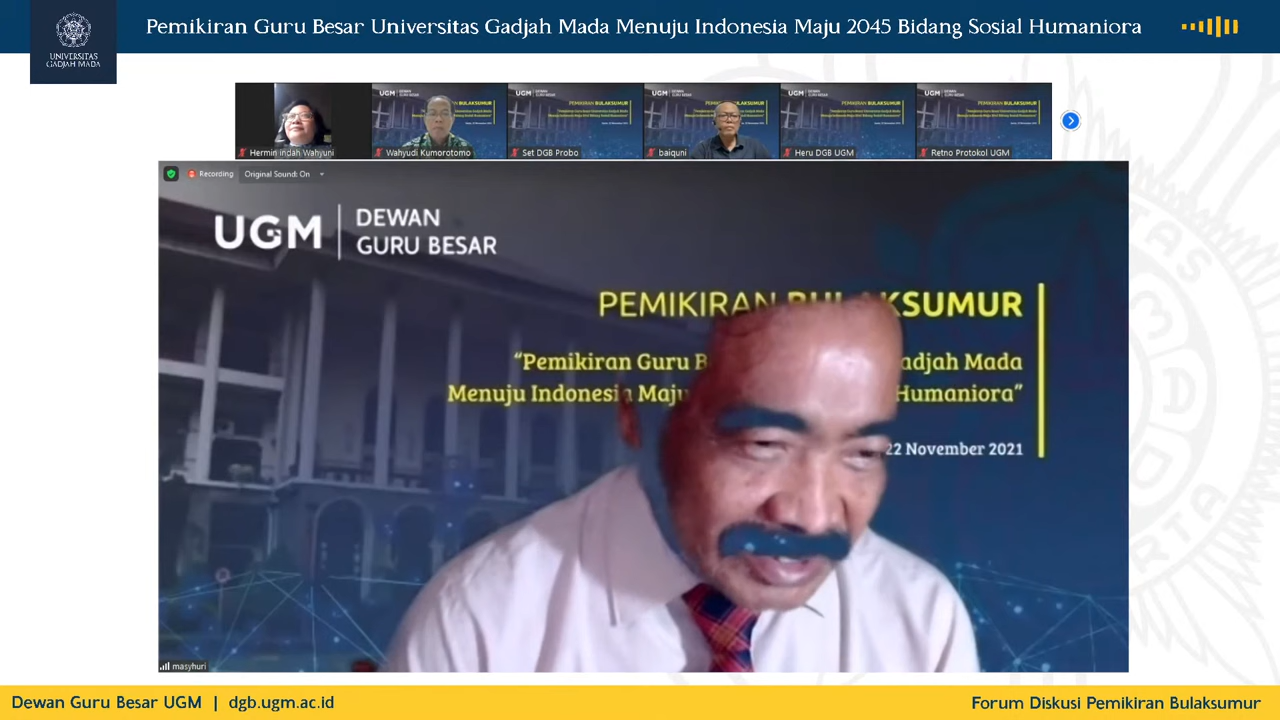 Pemikiran Guru Besar Universitas Gadjah Mada Menuju Indonesia Maju 2045 Bidang Sosial Humaniora
UNIVERSITAS
GADJAH MADA
Hermin Indah Wahyuni
Wahyudi Kumorotomo
Set DGB Probo
baiquni
Heru DGB UGM
Retno Protokol UGM
Recording
Original Sound: On
UGM
DEWAN
GURU BESAR
PEMIKIRAN BULAKSUMUR
“Pemikiran Guru B adjah Mada
Menuju Indonesia Maju Humaniora”
22 November 2021
masyhuri
Dewan Guru Besar UGM | dgb.ugm.ac.id
Forum Diskusi Pemikiran Bulaksumur